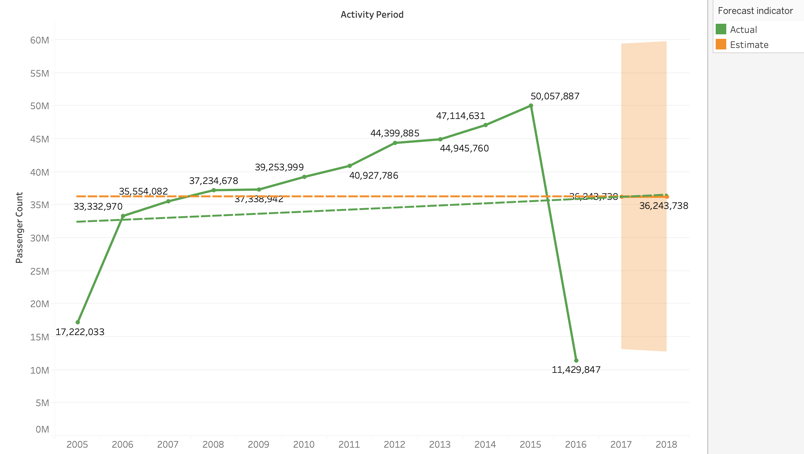 Activity Period
Forecast indicator
Actual
Estimate
Passenger Count
60M
55M
50M
45M
40M
35M
30M
25M
20M
15M
10M
5M
0M
17,222,033
33,332,970
35,554,082
37,234,678
37,338,942
39,253,999
40,927,786
44,399,885
44,945,760
47,114,631
50,057,887
11,429,847
36,243,738
36,243,738
2005 2006 2007 2008 2009 2010 2011 2012 2013 2014 2015 2016 2017 2018